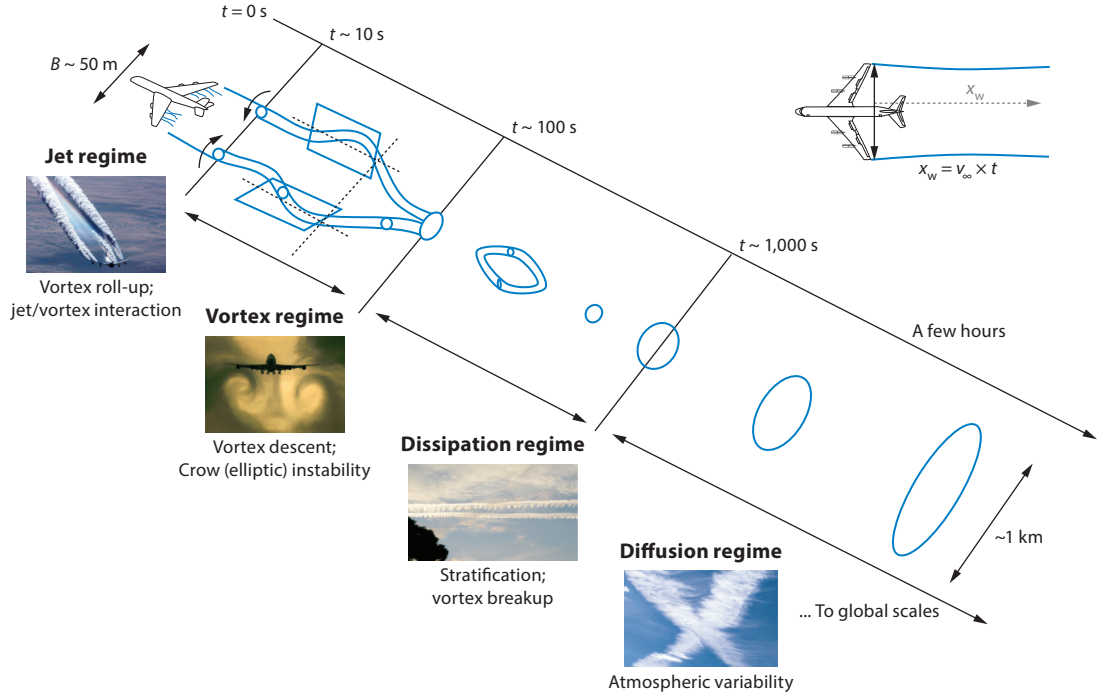 t = 0 s
t ~ 10 s
B ~ 50 m
x_w
t ~ 100 s
Jet regime
x_w = v_∞ × t
Vortex roll-up;
jet/vortex interaction
t ~ 1,000 s
Vortex regime
A few hours
Vortex descent;
Crow (elliptic) instability
Dissipation regime
~1 km
Stratification;
vortex breakup
Diffusion regime
... To global scales
Atmospheric variability